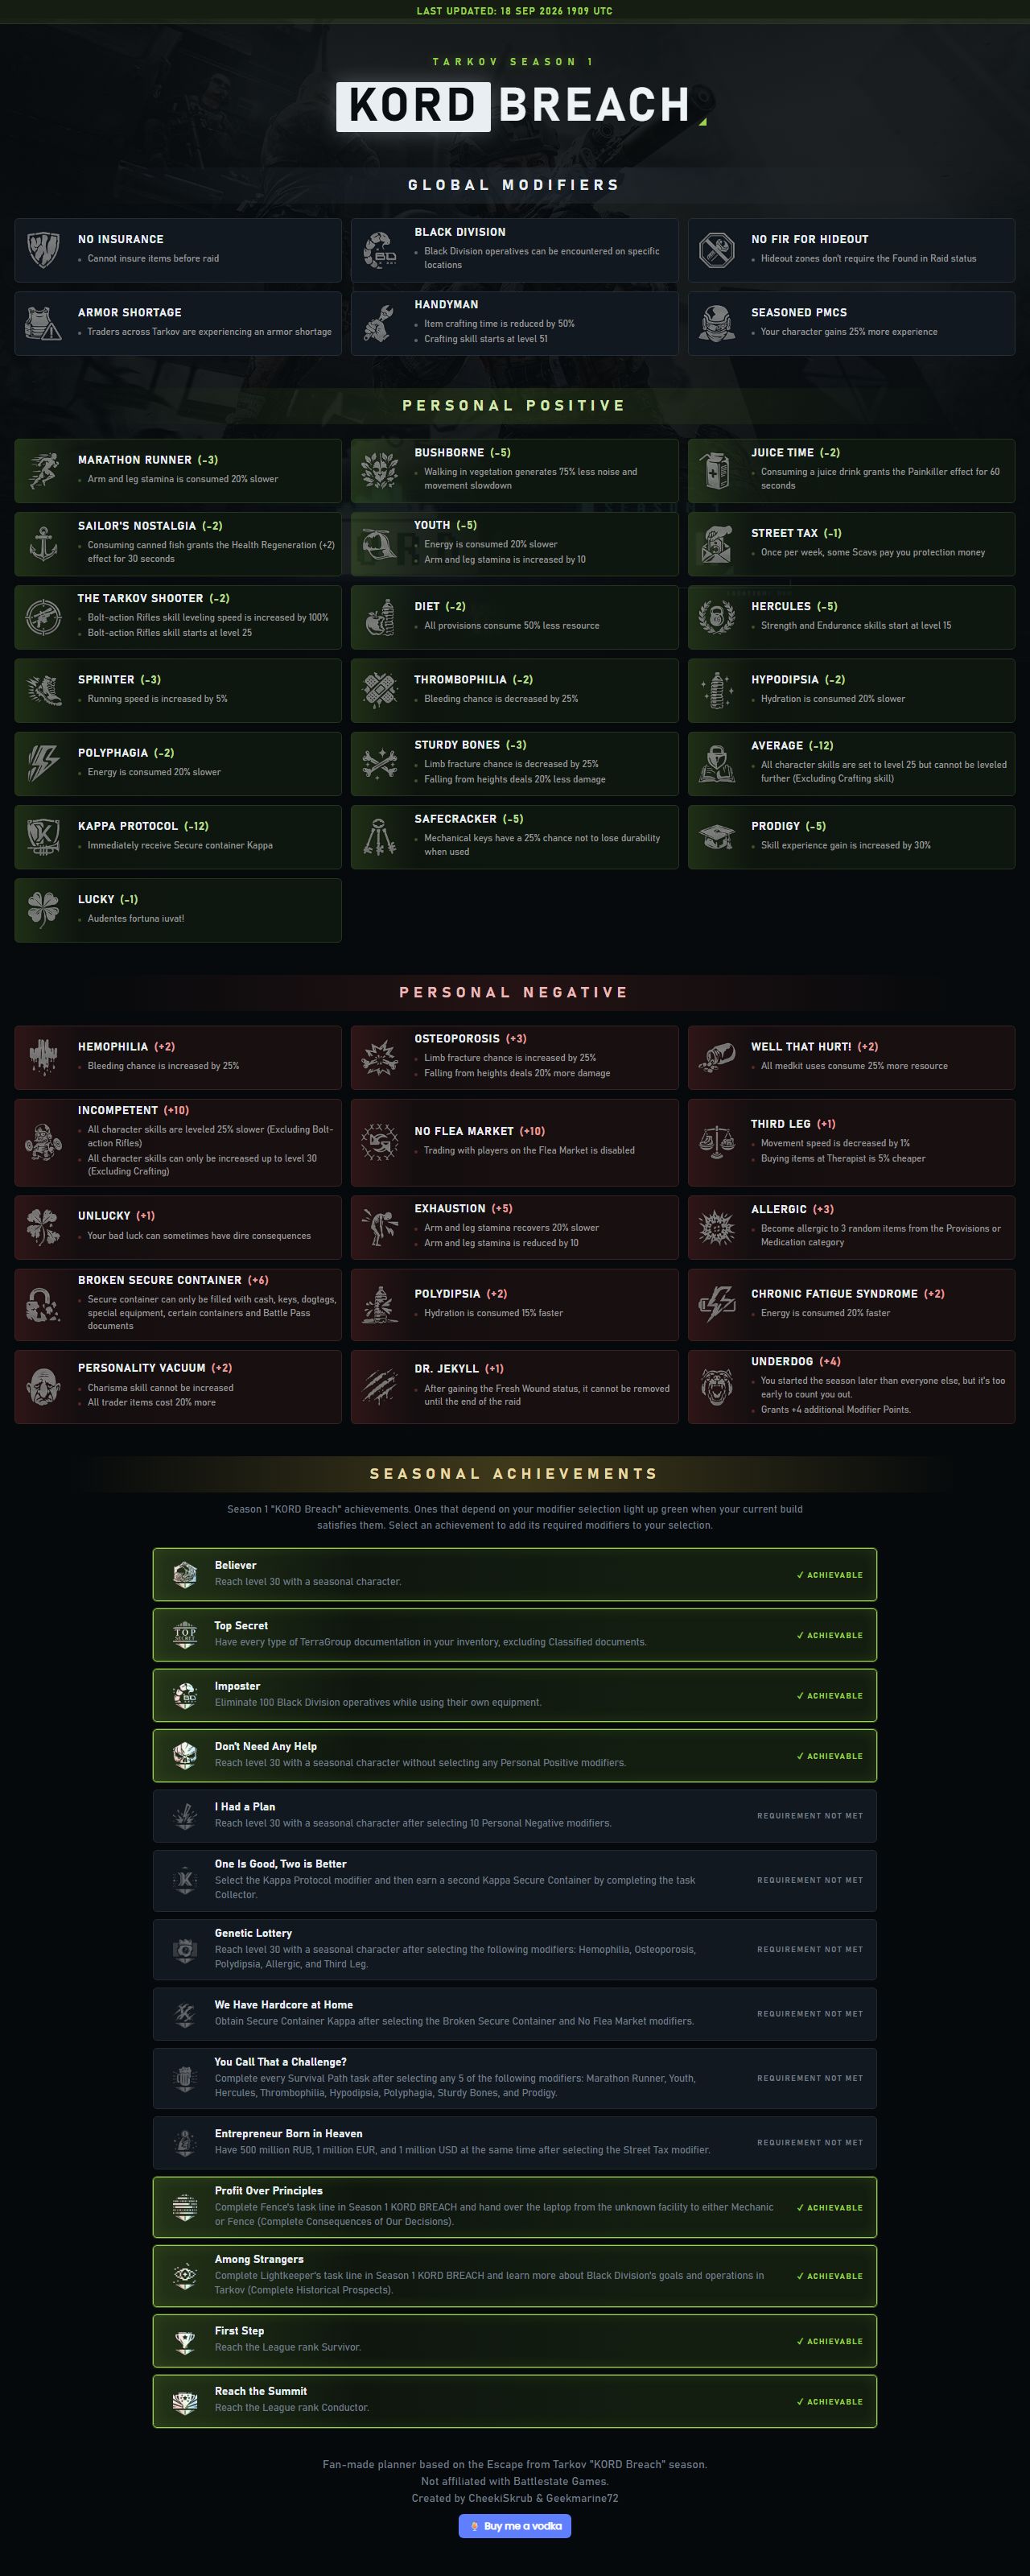 LAST UPDATED: 18 SEP 2026 1909 UTC
TARKOV SEASON 1
KORD BREACH
GLOBAL MODIFIERS
NO INSURANCE
Cannot insure items before raid
BLACK DIVISION
Black Division operatives can be encountered on specific
locations
NO FIR FOR HIDEOUT
Hideout zones don't require the Found in Raid status
ARMOR SHORTAGE
Traders across Tarkov are experiencing an armor shortage
HANDYMAN
Item crafting time is reduced by 50%
Crafting skill starts at level 51
SEASONED PMCS
Your character gains 25% more experience
PERSONAL POSITIVE
MARATHON RUNNER (-3)
Arm and leg stamina is consumed 20% slower
BUSHBORNE (-5)
Walking in vegetation generates 75% less noise and
movement slowdown
JUICE TIME (-2)
Consuming a juice drink grants the Painkiller effect for 60
seconds
SAILOR'S NOSTALGIA (-2)
Consuming canned fish grants the Health Regeneration (+2)
effect for 30 seconds
YOUTH (-5)
Energy is consumed 20% slower
Arm and leg stamina is increased by 10
STREET TAX (-1)
Once per week, some Scavs pay you protection money
THE TARKOV SHOOTER (-2)
Bolt-action Rifles skill leveling speed is increased by 100%
Bolt-action Rifles skill starts at level 25
DIET (-2)
All provisions consume 50% less resource
HERCULES (-5)
Strength and Endurance skills start at level 15
SPRINTER (-3)
Running speed is increased by 5%
THROMBOPHILIA (-2)
Bleeding chance is decreased by 25%
HYPODIPSIA (-2)
Hydration is consumed 20% slower
POLYPHAGIA (-2)
Energy is consumed 20% slower
STURDY BONES (-3)
Limb fracture chance is decreased by 25%
Falling from heights deals 20% less damage
AVERAGE (-12)
All character skills are set to level 25 but cannot be leveled
further (Excluding Crafting skill)
KAPPA PROTOCOL (-12)
Immediately receive Secure container Kappa
SAFECRACKER (-5)
Mechanical keys have a 25% chance not to lose durability
when used
PRODIGY (-5)
Skill experience gain is increased by 30%
LUCKY (-1)
Audentes fortuna iuvat!
PERSONAL NEGATIVE
HEMOPHILIA (+2)
Bleeding chance is increased by 25%
OSTEOPOROSIS (+3)
Limb fracture chance is increased by 25%
Falling from heights deals 20% more damage
WELL THAT HURT! (+2)
All medkit uses consume 25% more resource
INCOMPETENT (+10)
All character skills are leveled 25% slower (Excluding Bolt-
action Rifles)
All character skills can only be increased up to level 30
(Excluding Crafting)
NO FLEA MARKET (+10)
Trading with players on the Flea Market is disabled
THIRD LEG (+1)
Movement speed is decreased by 1%
Buying items at Therapist is 5% cheaper
UNLUCKY (+1)
Your bad luck can sometimes have dire consequences
EXHAUSTION (+5)
Arm and leg stamina recovers 20% slower
Arm and leg stamina is reduced by 10
ALLERGIC (+3)
Become allergic to 3 random items from the Provisions or
Medication category
BROKEN SECURE CONTAINER (+6)
Secure container can only be filled with cash, keys, dogtags,
special equipment, certain containers and Battle Pass
documents
POLYDIPSIA (+2)
Hydration is consumed 15% faster
CHRONIC FATIGUE SYNDROME (+2)
Energy is consumed 20% faster
PERSONALITY VACUUM (+2)
Charisma skill cannot be increased
All trader items cost 20% more
DR. JEKYLL (+1)
After gaining the Fresh Wound status, it cannot be removed
until the end of the raid
UNDERDOG (+4)
You started the season later than everyone else, but it's too
early to count you out.
Grants +4 additional Modifier Points.
SEASONAL ACHIEVEMENTS
Season 1 "KORD Breach" achievements. Ones that depend on your modifier selection light up green when your current build
satisfies them. Select an achievement to add its required modifiers to your selection.
Believer
Reach level 30 with a seasonal character.
✓ ACHIEVABLE
Top Secret
Have every type of TerraGroup documentation in your inventory, excluding Classified documents.
✓ ACHIEVABLE
Imposter
Eliminate 100 Black Division operatives while using their own equipment.
✓ ACHIEVABLE
Don't Need Any Help
Reach level 30 with a seasonal character without selecting any Personal Positive modifiers.
✓ ACHIEVABLE
I Had a Plan
Reach level 30 with a seasonal character after selecting 10 Personal Negative modifiers.
REQUIREMENT NOT MET
One Is Good, Two is Better
Select the Kappa Protocol modifier and then earn a second Kappa Secure Container by completing the task
Collector.
REQUIREMENT NOT MET
Genetic Lottery
Reach level 30 with a seasonal character after selecting the following modifiers: Hemophilia, Osteoporosis,
Polydipsia, Allergic, and Third Leg.
REQUIREMENT NOT MET
We Have Hardcore at Home
Obtain Secure Container Kappa after selecting the Broken Secure Container and No Flea Market modifiers.
REQUIREMENT NOT MET
You Call That a Challenge?
Complete every Survival Path task after selecting any 5 of the following modifiers: Marathon Runner, Youth,
Hercules, Thrombophilia, Hypodipsia, Polyphagia, Sturdy Bones, and Prodigy.
REQUIREMENT NOT MET
Entrepreneur Born in Heaven
Have 500 million RUB, 1 million EUR, and 1 million USD at the same time after selecting the Street Tax modifier.
REQUIREMENT NOT MET
Profit Over Principles
Complete Fence's task line in Season 1 KORD BREACH and hand over the laptop from the unknown facility to either Mechanic
or Fence (Complete Consequences of Our Decisions).
✓ ACHIEVABLE
Among Strangers
Complete Lightkeeper's task line in Season 1 KORD BREACH and learn more about Black Division's goals and operations in
Tarkov (Complete Historical Prospects).
✓ ACHIEVABLE
First Step
Reach the League rank Survivor.
✓ ACHIEVABLE
Reach the Summit
Reach the League rank Conductor.
✓ ACHIEVABLE
Fan-made planner based on the Escape from Tarkov "KORD Breach" season.
Not affiliated with Battlestate Games.
Created by CheekiSkrub & Geekmarine72
Buy me a vodka